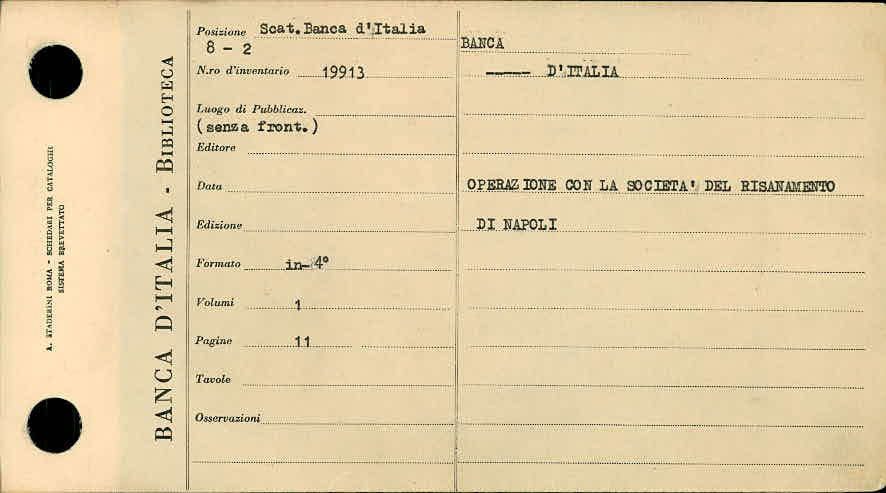 A. STADERINI ROMA - SCHEDARI PER CATALOGHI
SISTEMA BREVETTATO
BANCA D'ITALIA - BIBLIOTECA
Posizione Scat.Banca d'Italia
8 - 2
N.ro d'inventario 19913
Luogo di Pubblicaz.
(senza front.)
Editore
Data
Edizione
Formato in-4°
Volumi 1
Pagine 11
Tavole
Osservazioni
BANCA
----- D'ITALIA
OPERAZIONE CON LA SOCIETA' DEL RISANAMENTO
DI NAPOLI